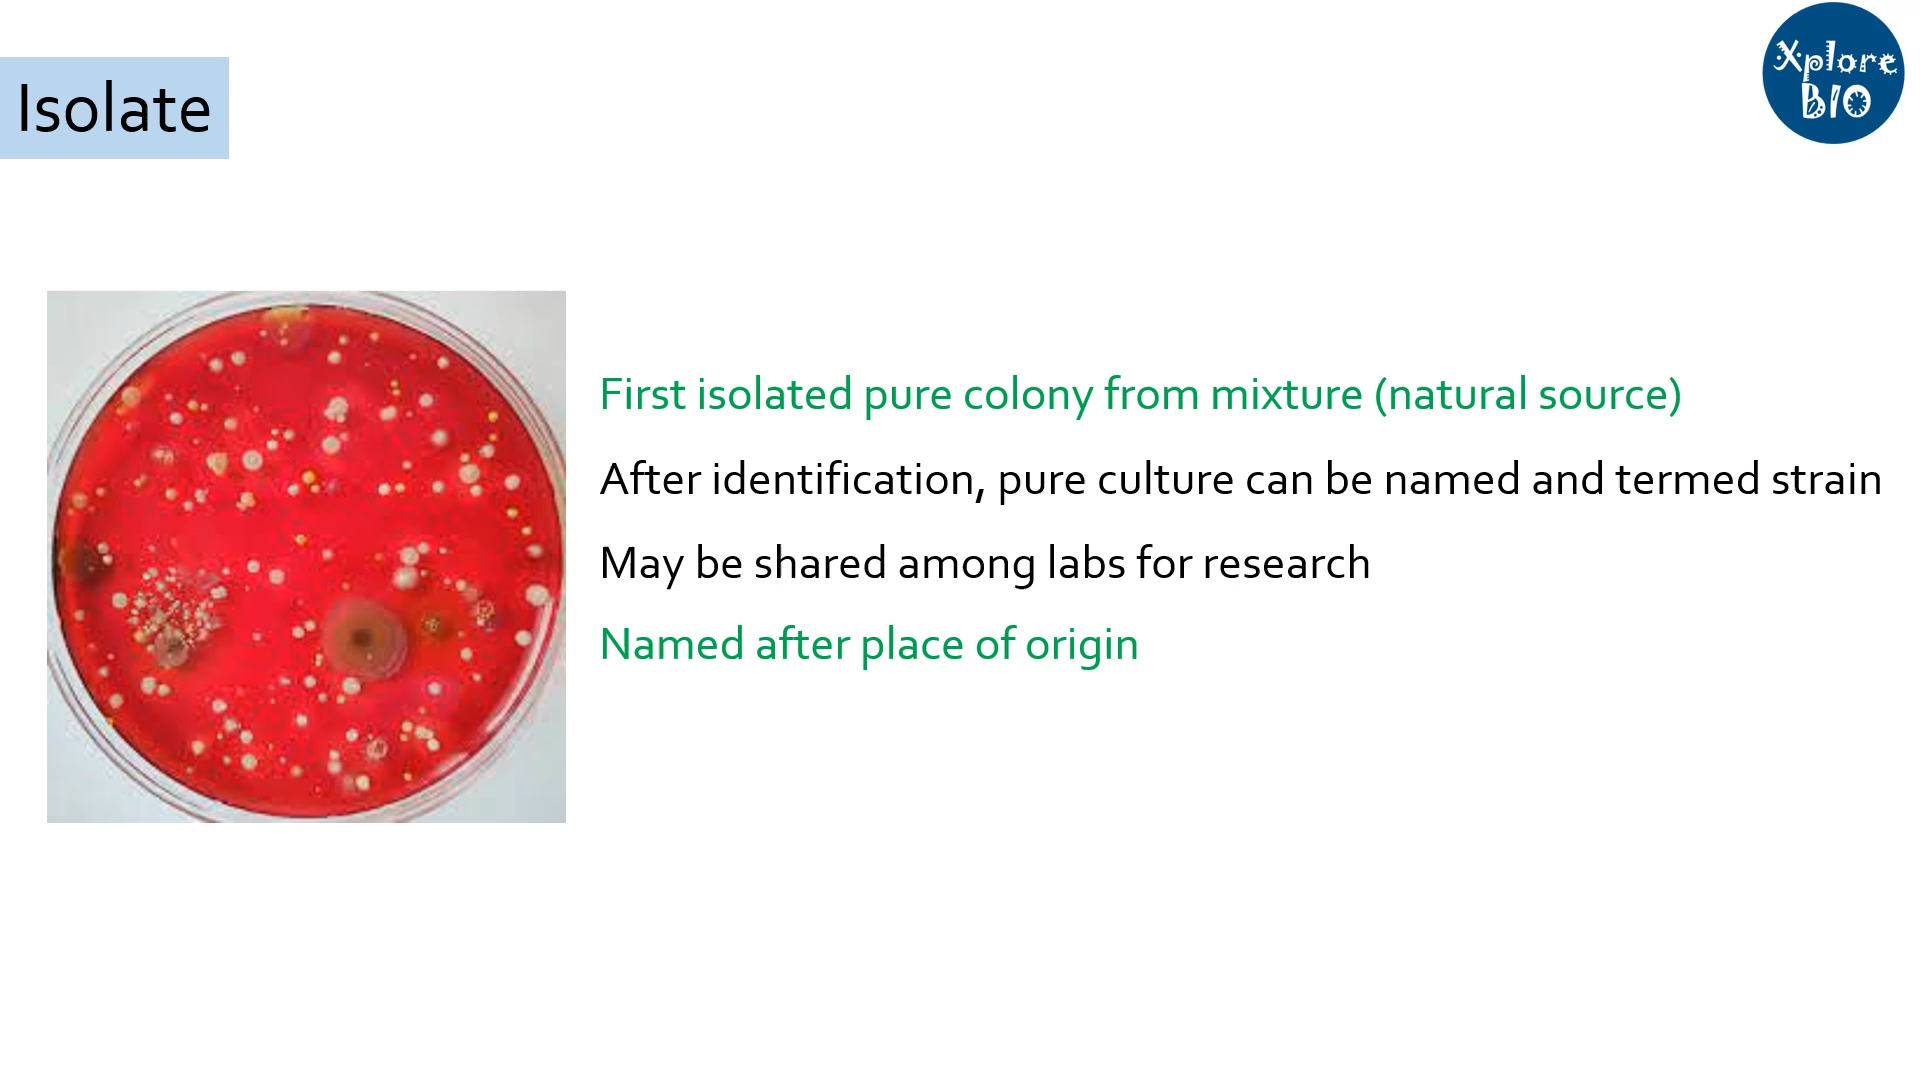 Isolate
Xplore
BIO
First isolated pure colony from mixture (natural source)
After identification, pure culture can be named and termed strain
May be shared among labs for research
Named after place of origin